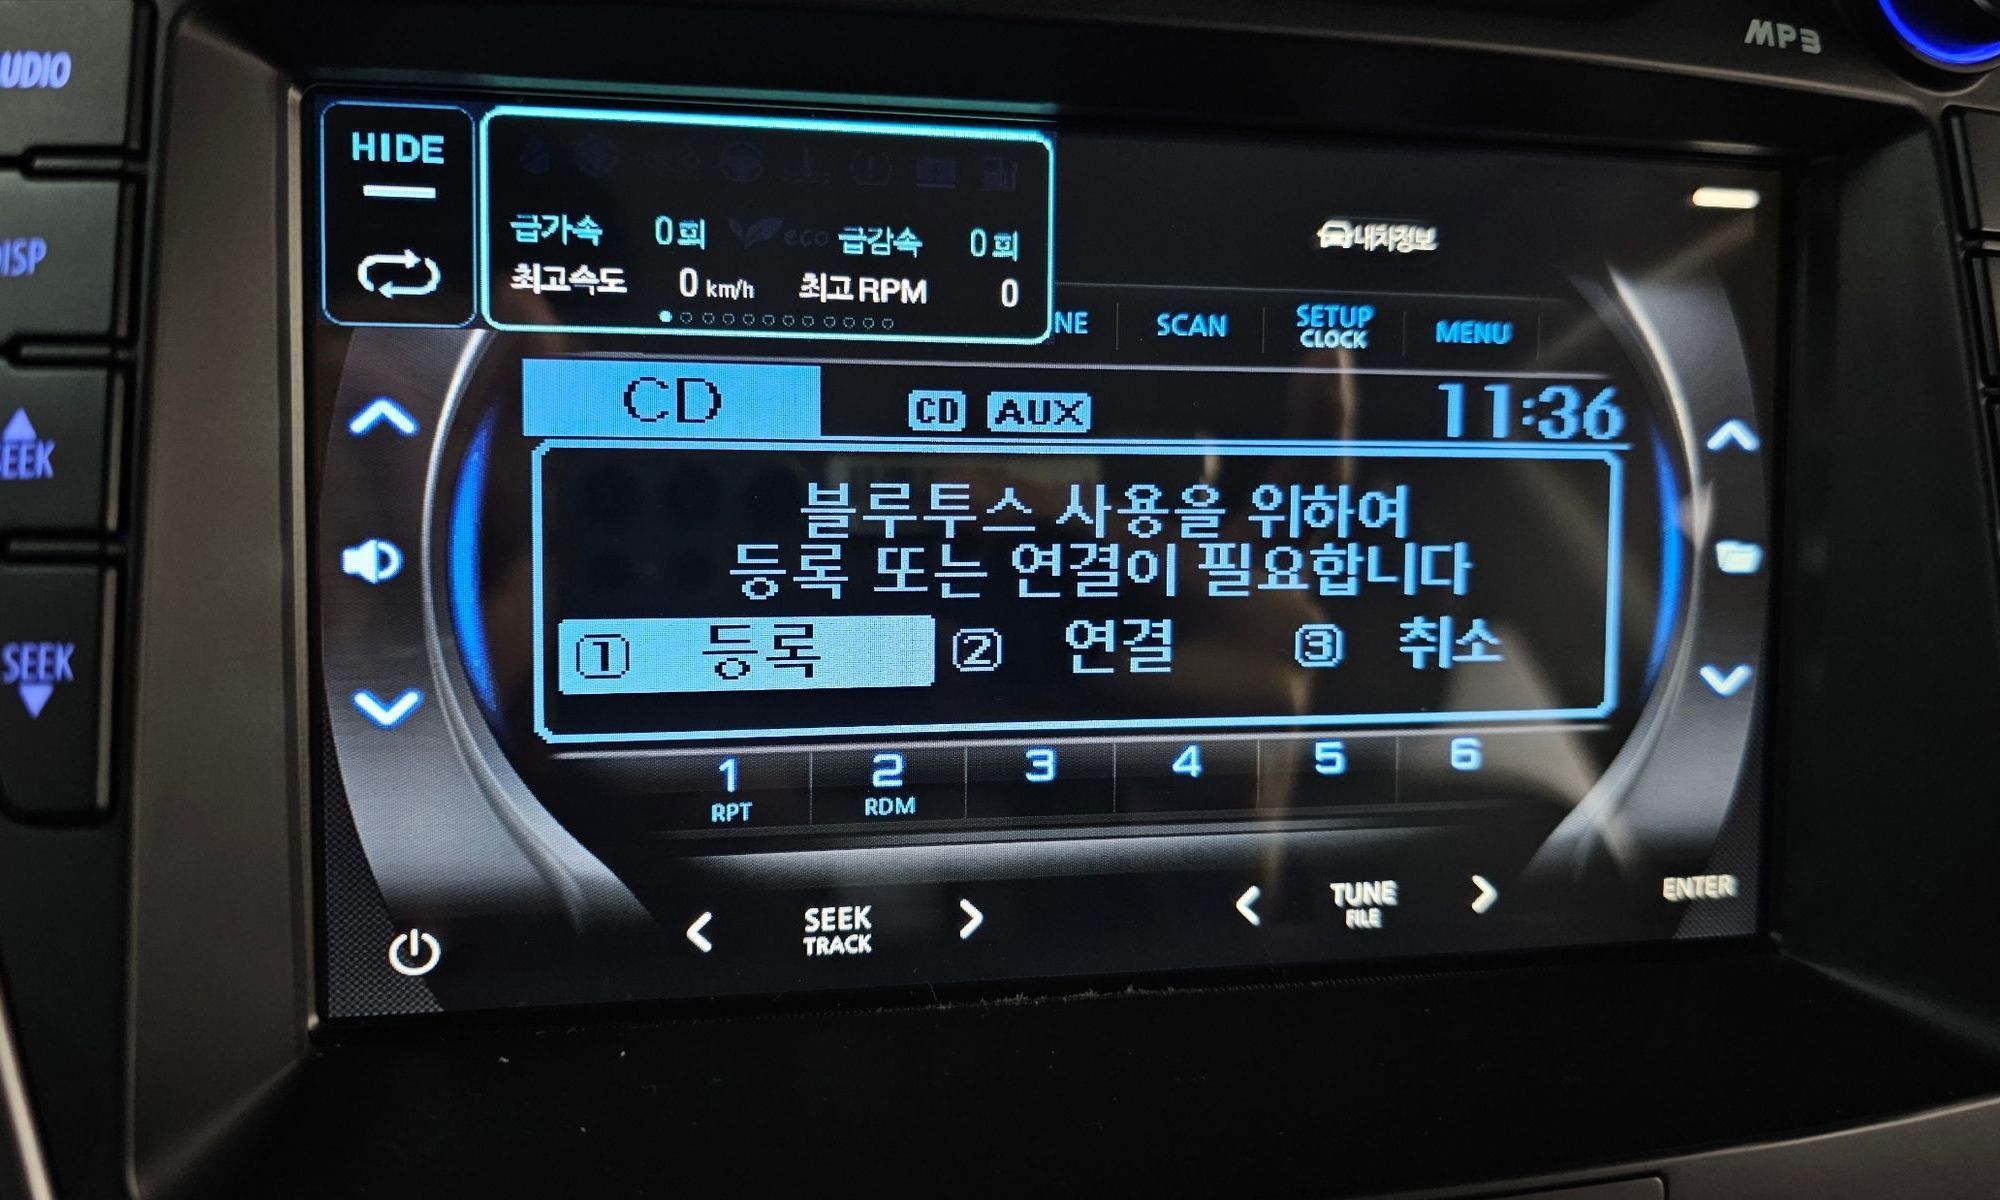 MP3
HIDE
급가속 0회 eco 급감속 0회
최고속도 0 km/h 최고 RPM 0
내차정보
SCAN
SETUP
CLOCK
MENU
CD CD AUX 11:36
블루투스 사용을 위하여
등록 또는 연결이 필요합니다
① 등록 ② 연결 ③ 취소
1 2 3 4 5 6
RPT RDM
SEEK
TRACK
TUNE
FILE
ENTER
SEEK